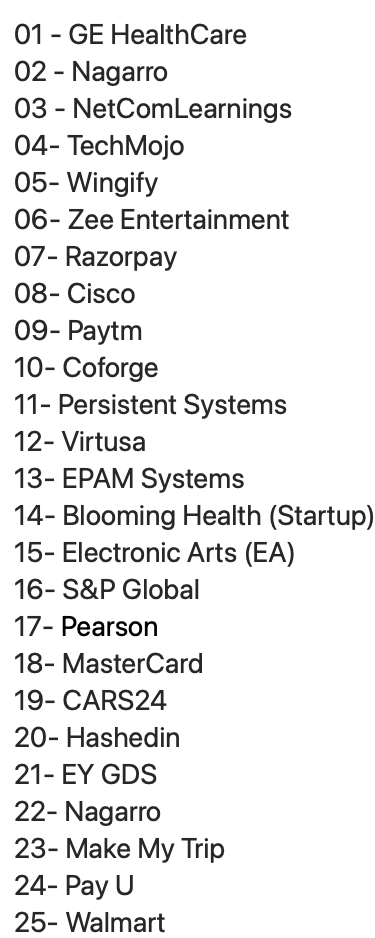 01 - GE HealthCare
02 - Nagarro
03 - NetComLearnings
04- TechMojo
05- Wingify
06- Zee Entertainment
07- Razorpay
08- Cisco
09- Paytm
10- Coforge
11- Persistent Systems
12- Virtusa
13- EPAM Systems
14- Blooming Health (Startup)
15- Electronic Arts (EA)
16- S&P Global
17- Pearson
18- MasterCard
19- CARS24
20- Hashedin
21- EY GDS
22- Nagarro
23- Make My Trip
24- Pay U
25- Walmart